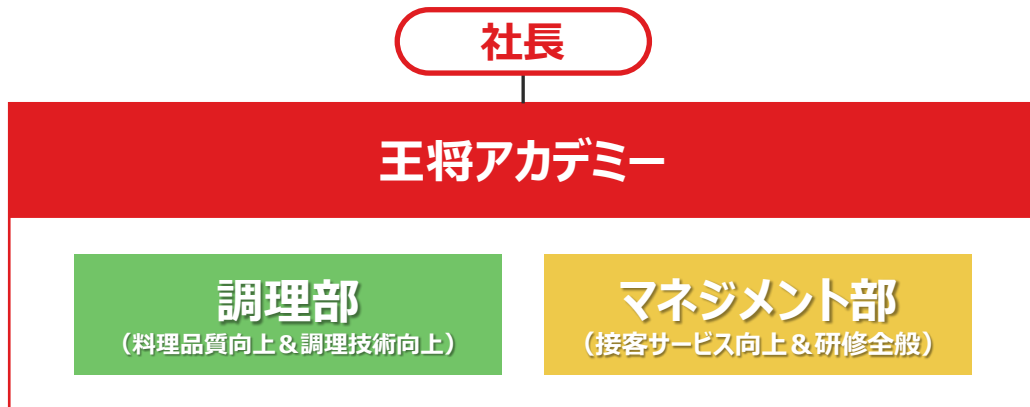 社長
王将アカデミー
調理部
（料理品質向上＆調理技術向上）
マネジメント部
（接客サービス向上＆研修全般）